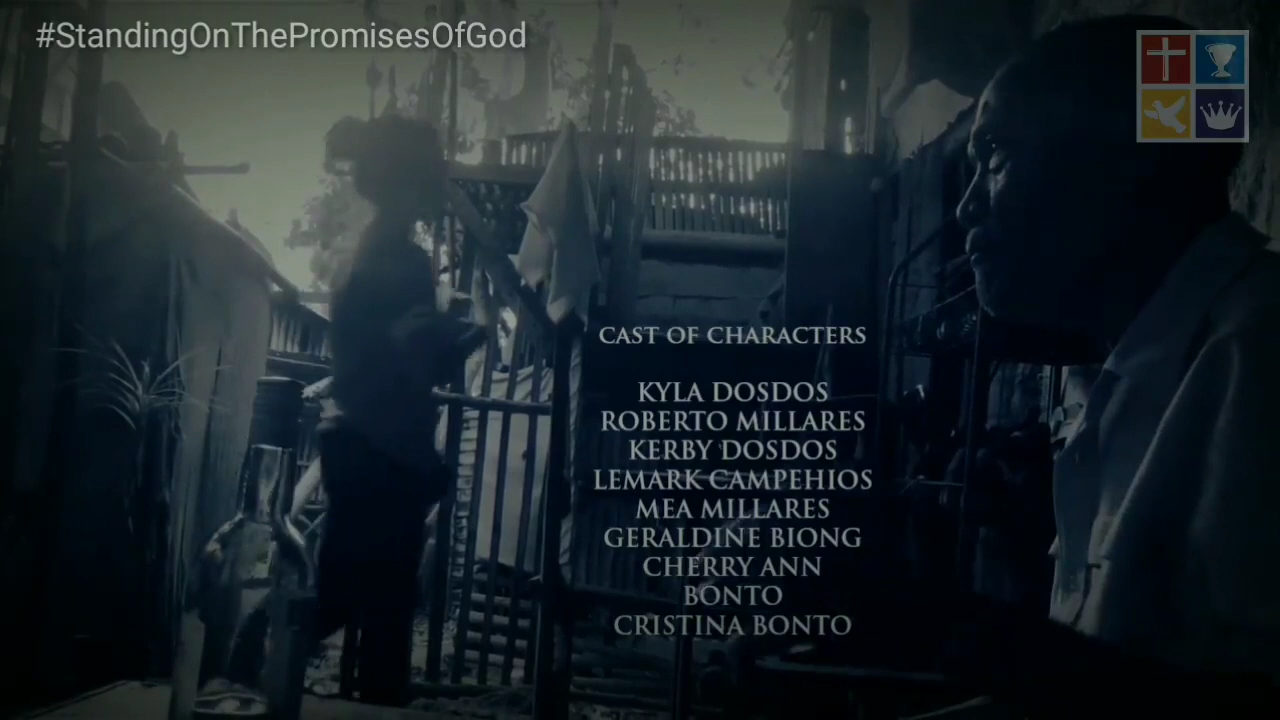 #StandingOnThePromisesOfGod
CAST OF CHARACTERS
KYLA DOSDOS
ROBERTO MILLARES
KERBY DOSDOS
LEMARK CAMPEHIOS
MEA MILLARES
GERALDINE BIONG
CHERRY ANN
BONTO
CRISTINA BONTO